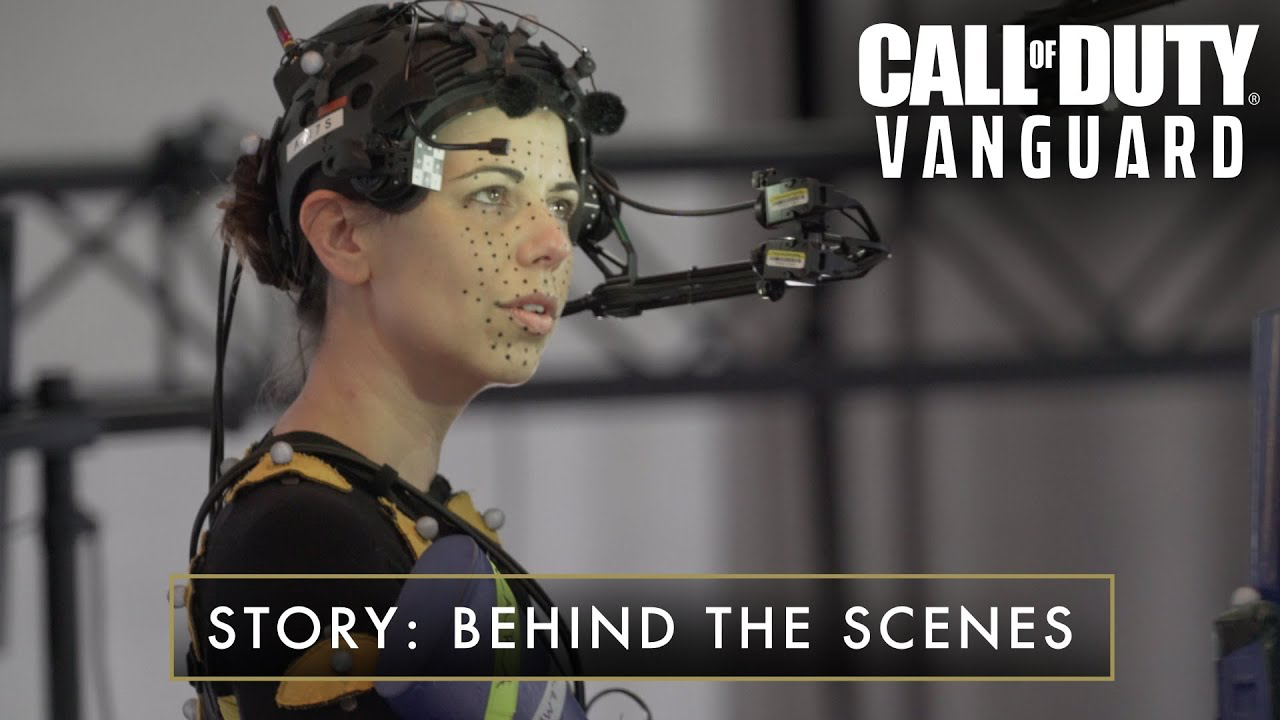 CALL OF DUTY®
VANGUARD
STORY: BEHIND THE SCENES